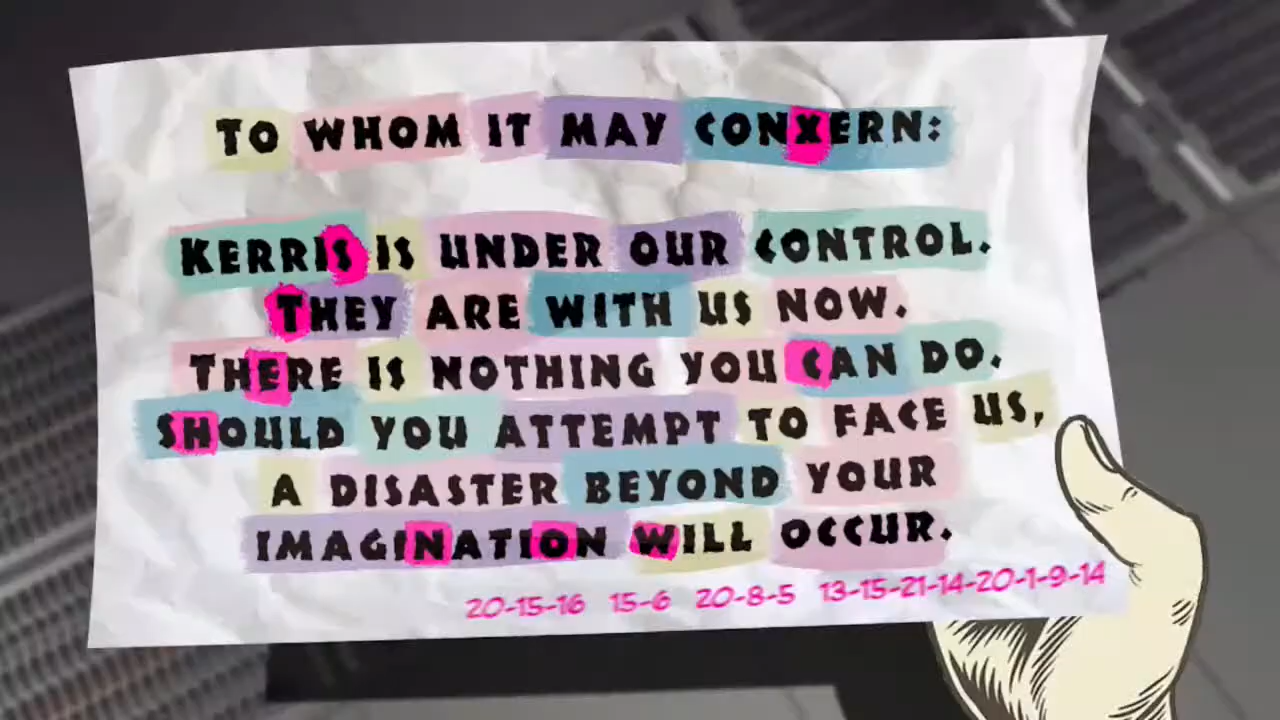 TO WHOM IT MAY CONXERN:
KERRIS IS UNDER OUR CONTROL.
THEY ARE WITH US NOW.
THERE IS NOTHING YOU CAN DO.
SHOULD YOU ATTEMPT TO FACE US,
A DISASTER BEYOND YOUR
IMAGINATION WILL OCCUR.
20-15-16 15-6 20-8-5 13-15-21-14-20-1-9-14